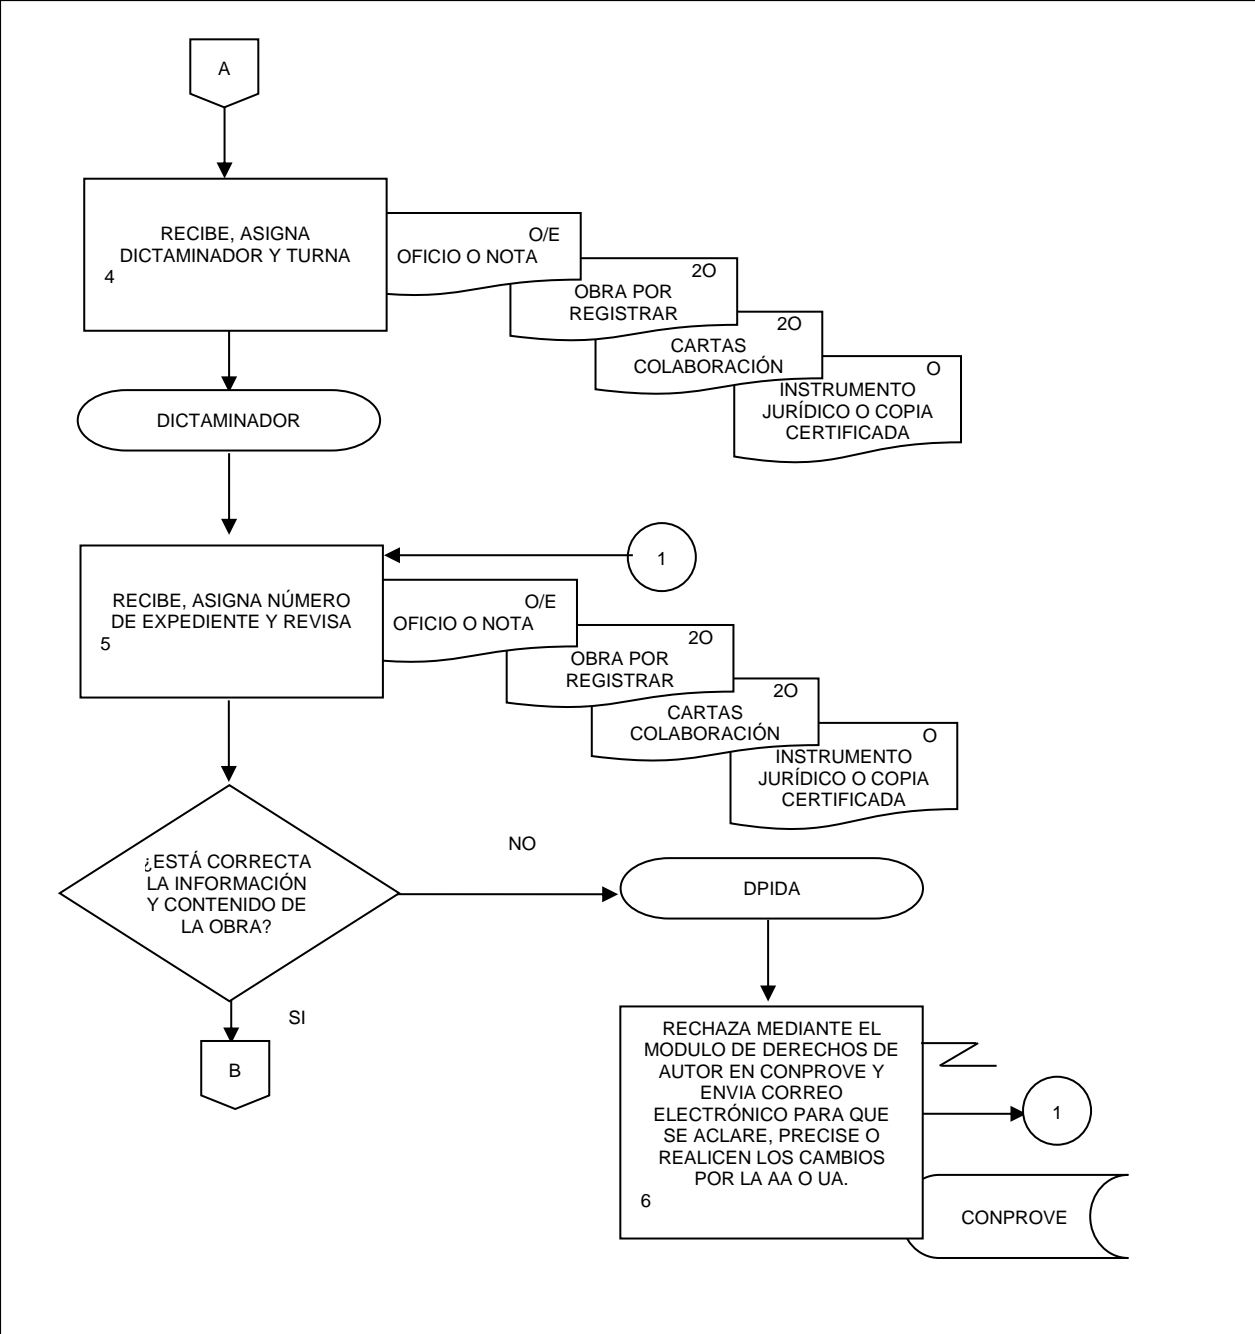 A
RECIBE, ASIGNA
DICTAMINADOR Y TURNA
4
O/E
OFICIO O NOTA
2O
OBRA POR
REGISTRAR
2O
CARTAS
COLABORACIÓN
O
INSTRUMENTO
JURÍDICO O COPIA
CERTIFICADA
DICTAMINADOR
1
RECIBE, ASIGNA NÚMERO
DE EXPEDIENTE Y REVISA
5
O/E
OFICIO O NOTA
2O
OBRA POR
REGISTRAR
2O
CARTAS
COLABORACIÓN
O
INSTRUMENTO
JURÍDICO O COPIA
CERTIFICADA
¿ESTÁ CORRECTA
LA INFORMACIÓN
Y CONTENIDO DE
LA OBRA?
NO
DPIDA
SI
B
RECHAZA MEDIANTE EL
MODULO DE DERECHOS DE
AUTOR EN CONPROVE Y
ENVIA CORREO
ELECTRÓNICO PARA QUE
SE ACLARE, PRECISE O
REALICEN LOS CAMBIOS
POR LA AA O UA.
6
1
CONPROVE